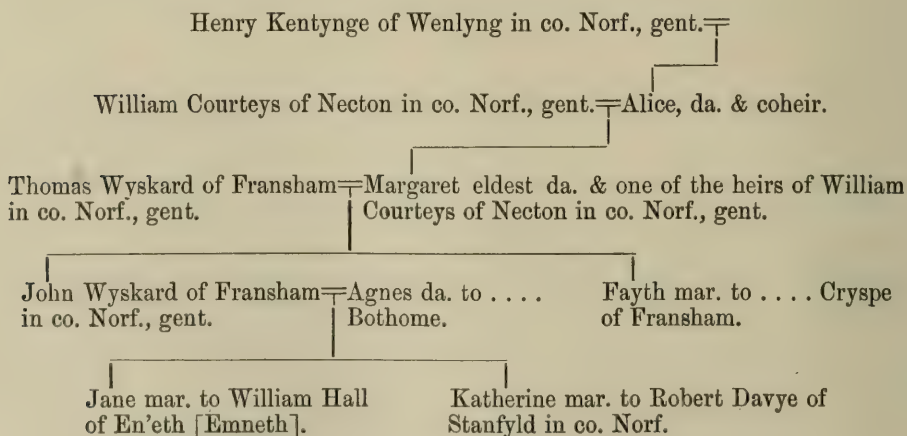 Henry Kentynge of Wenlyng in co. Norf., gent.
William Courteys of Necton in co. Norf., gent. Alice, da. & coheir.
Thomas Wyskard of Fransham
in co. Norf., gent.
Margaret eldest da. & one of the heirs of William
Courteys of Necton in co. Norf., gent.
John Wyskard of Fransham
in co. Norf., gent.
Agnes da. to . . . .
Bothome.
Fayth mar. to . . . . Cryspe
of Fransham.
Jane mar. to William Hall
of En'eth [Emneth].
Katherine mar. to Robert Davye of
Stanfyld in co. Norf.